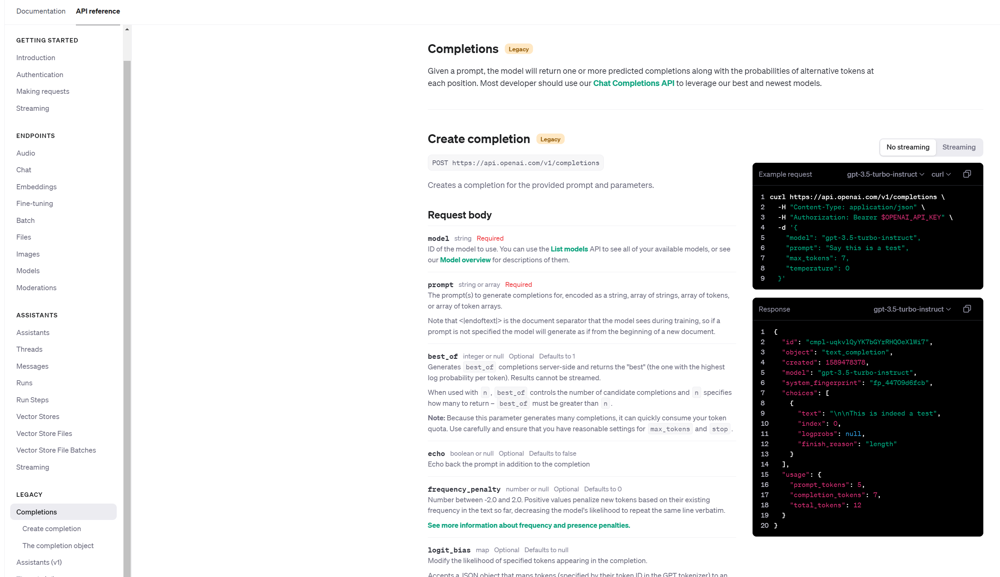 Documentation API reference
GETTING STARTED
Introduction
Authentication
Making requests
Streaming
ENDPOINTS
Audio
Chat
Embeddings
Fine-tuning
Batch
Files
Images
Models
Moderations
ASSISTANTS
Assistants
Threads
Messages
Runs
Run Steps
Vector Stores
Vector Store Files
Vector Store File Batches
Streaming
LEGACY
Completions
Create completion
The completion object
Assistants (v1)
Completions Legacy
Given a prompt, the model will return one or more predicted completions along with the probabilities of alternative tokens at
each position. Most developer should use our Chat Completions API to leverage our best and newest models.
Create completion Legacy
POST https://api.openai.com/v1/completions
Creates a completion for the provided prompt and parameters.
Request body
model string Required
ID of the model to use. You can use the List models API to see all of your available models, or see
our Model overview for descriptions of them.
prompt string or array Required
The prompt(s) to generate completions for, encoded as a string, array of strings, array of tokens,
or array of token arrays.
Note that <|endoftext|> is the document separator that the model sees during training, so if a
prompt is not specified the model will generate as if from the beginning of a new document.
best_of integer or null Optional Defaults to 1
Generates best_of completions server-side and returns the "best" (the one with the highest
log probability per token). Results cannot be streamed.
When used with n, best_of controls the number of candidate completions and n specifies
how many to return – best_of must be greater than n.
Note: Because this parameter generates many completions, it can quickly consume your token
quota. Use carefully and ensure that you have reasonable settings for max_tokens and stop.
echo boolean or null Optional Defaults to false
Echo back the prompt in addition to the completion
frequency_penalty number or null Optional Defaults to 0
Number between -2.0 and 2.0. Positive values penalize new tokens based on their existing
frequency in the text so far, decreasing the model's likelihood to repeat the same line verbatim.
See more information about frequency and presence penalties.
logit_bias map Optional Defaults to null
Modify the likelihood of specified tokens appearing in the completion.
Accepts a JSON object that maps tokens (specified by their token ID in the GPT tokenizer) to an
No streaming Streaming
Example request gpt-3.5-turbo-instruct curl
1 curl https://api.openai.com/v1/completions \
2 -H "Content-Type: application/json" \
3 -H "Authorization: Bearer $OPENAI_API_KEY" \
4 -d '{
5 "model": "gpt-3.5-turbo-instruct",
6 "prompt": "Say this is a test",
7 "max_tokens": 7,
8 "temperature": 0
9 }'
Response gpt-3.5-turbo-instruct
1 {
2 "id": "cmpl-uqkvlQyYK7bGYrRHQ0eXlWi7",
3 "object": "text_completion",
4 "created": 1589478378,
5 "model": "gpt-3.5-turbo-instruct",
6 "system_fingerprint": "fp_44709d6fcb",
7 "choices": [
8 {
9 "text": "\n\nThis is indeed a test",
10 "index": 0,
11 "logprobs": null,
12 "finish_reason": "length"
13 }
14 ],
15 "usage": {
16 "prompt_tokens": 5,
17 "completion_tokens": 7,
18 "total_tokens": 12
19 }
20 }